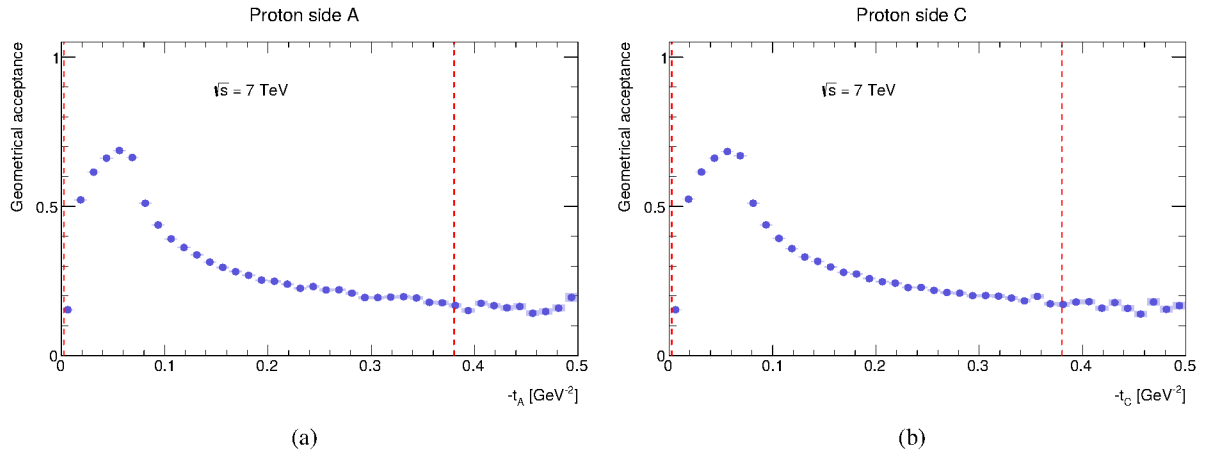 Proton side A
Geometrical acceptance
1
√s = 7 TeV
0.5
0
0 0.1 0.2 0.3 0.4 0.5
-t_A [GeV^-2]
(a)
Proton side C
Geometrical acceptance
1
√s = 7 TeV
0.5
0
0 0.1 0.2 0.3 0.4 0.5
-t_C [GeV^-2]
(b)